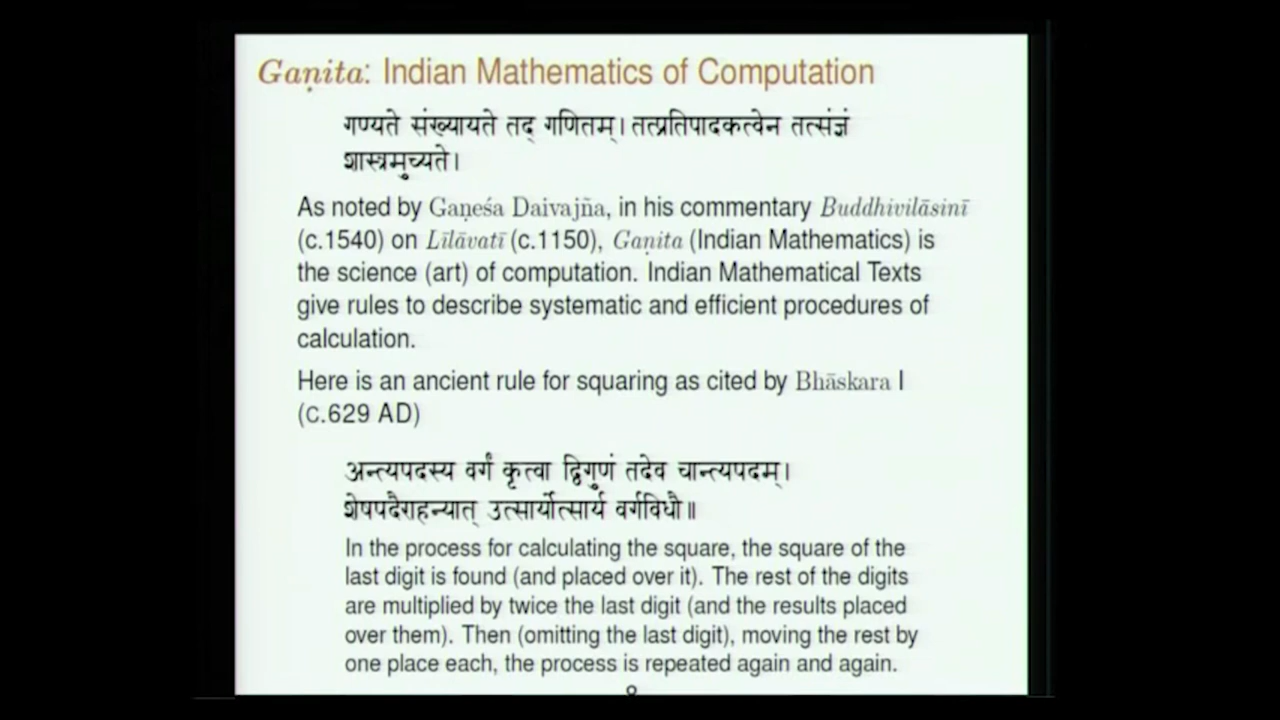 Gaṇita: Indian Mathematics of Computation
गण्यते संख्यायते तद् गणितम्। तत्प्रतिपादकत्वेन तत्संज्ञं
शास्त्रमुच्यते।
As noted by Gaṇeśa Daivajña, in his commentary Buddhivilāsinī
(c.1540) on Līlāvatī (c.1150), Gaṇita (Indian Mathematics) is
the science (art) of computation. Indian Mathematical Texts
give rules to describe systematic and efficient procedures of
calculation.
Here is an ancient rule for squaring as cited by Bhāskara I
(c.629 AD)
अन्त्यपदस्य वर्गं कृत्वा द्विगुणं तदेव चान्त्यपदम्।
शेषपदैराहन्यात् उत्सार्योत्सार्य वर्गविधौ॥
In the process for calculating the square, the square of the
last digit is found (and placed over it). The rest of the digits
are multiplied by twice the last digit (and the results placed
over them). Then (omitting the last digit), moving the rest by
one place each, the process is repeated again and again.